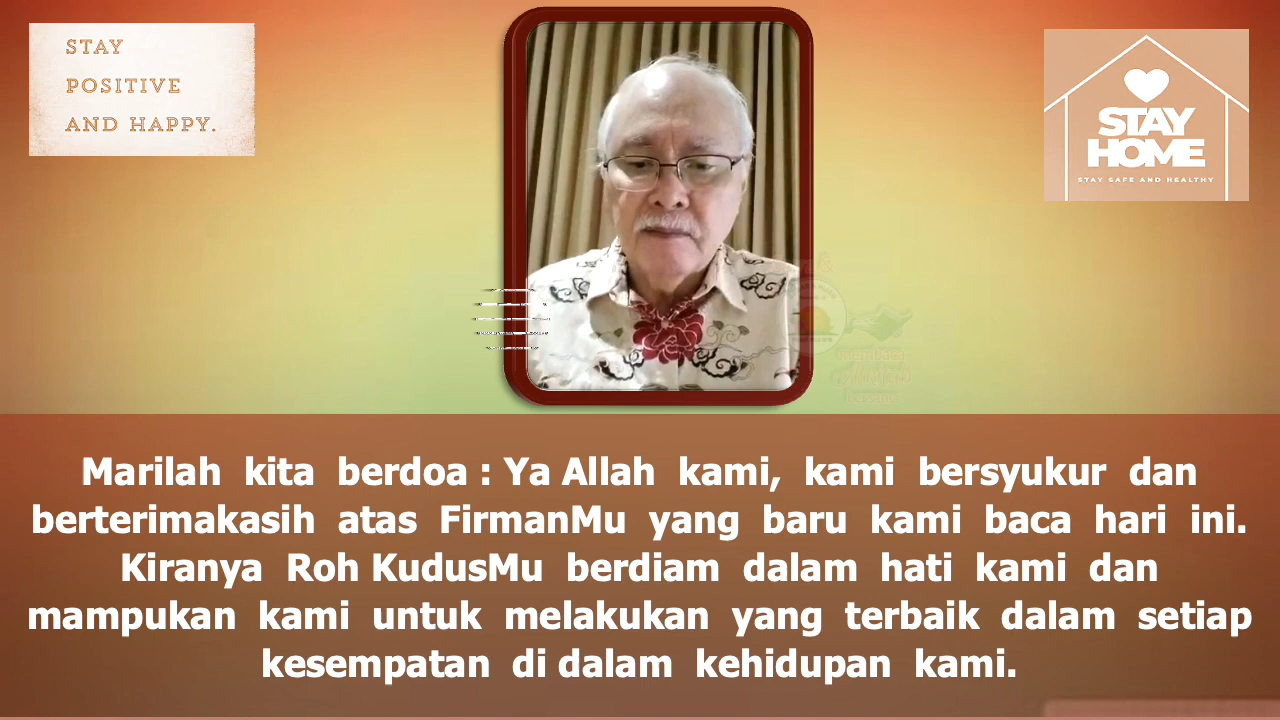 STAY
POSITIVE
AND HAPPY.
STAY
HOME
STAY SAFE AND HEALTHY
Marilah kita berdoa : Ya Allah kami, kami bersyukur dan
berterimakasih atas FirmanMu yang baru kami baca hari ini.
Kiranya Roh KudusMu berdiam dalam hati kami dan
mampukan kami untuk melakukan yang terbaik dalam setiap
kesempatan di dalam kehidupan kami.